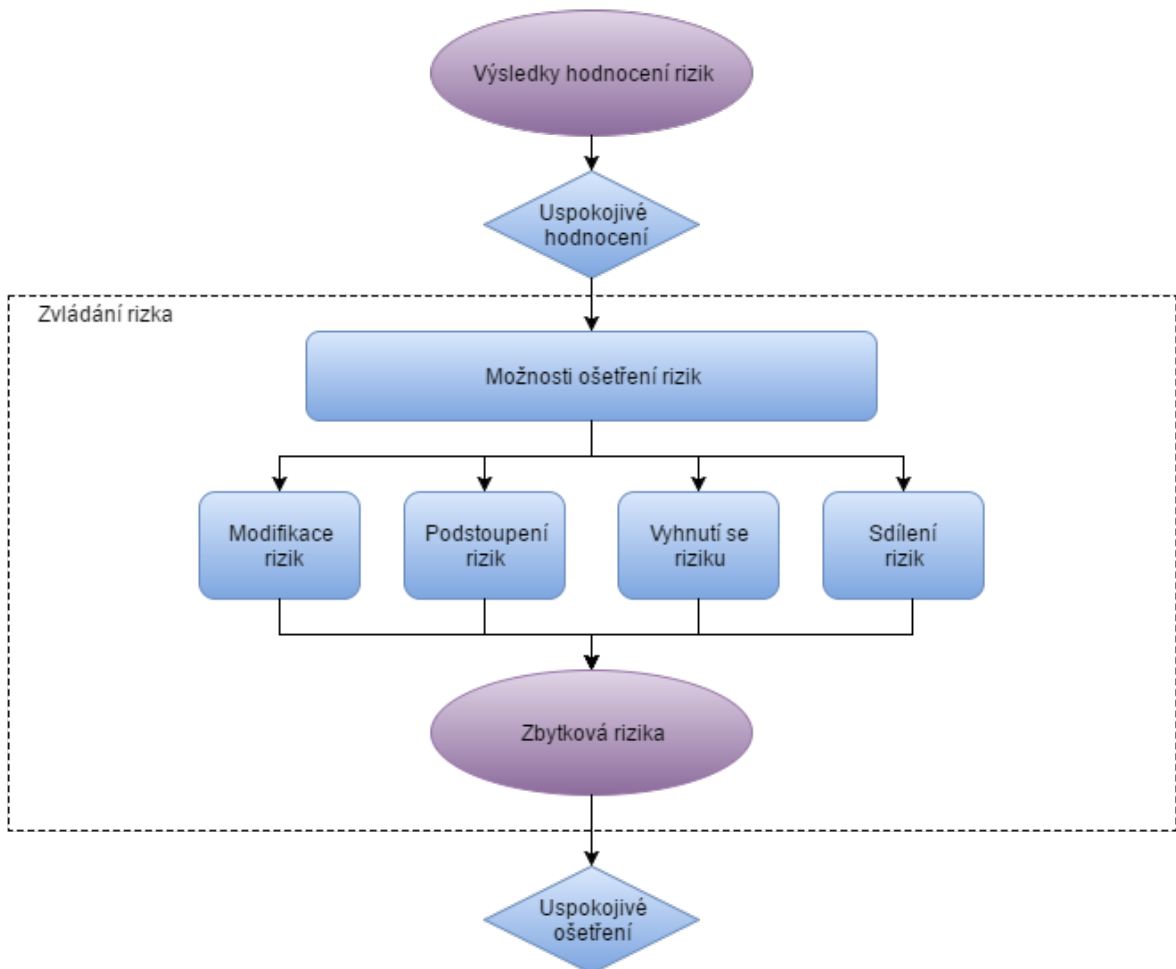 Výsledky hodnocení rizik
Uspokojivé
hodnocení
Zvládání rizka
Možnosti ošetření rizik
Modifikace
rizik
Podstoupení
rizik
Vyhnutí se
riziku
Sdílení
rizik
Zbytková rizika
Uspokojivé
ošetření